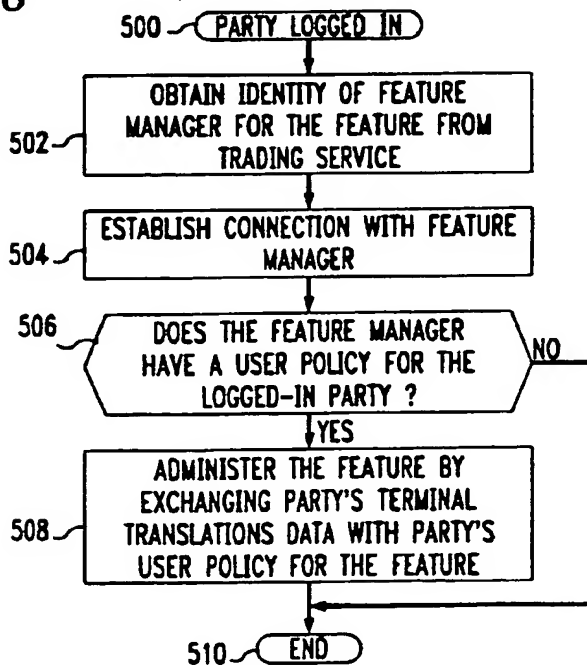 500 PARTY LOGGED IN
OBTAIN IDENTITY OF FEATURE
MANAGER FOR THE FEATURE FROM
502 TRADING SERVICE
ESTABLISH CONNECTION WITH FEATURE
504 MANAGER
506 DOES THE FEATURE MANAGER
HAVE A USER POLICY FOR THE NO
LOGGED-IN PARTY ?
YES
ADMINISTER THE FEATURE BY
EXCHANGING PARTY'S TERMINAL
508 TRANSLATIONS DATA WITH PARTY'S
USER POLICY FOR THE FEATURE
510 END